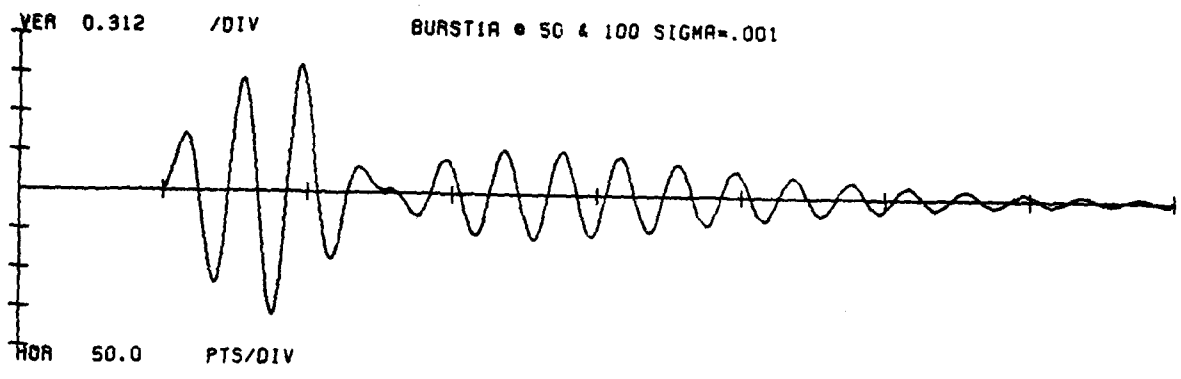 VER 0.312 /DIV BURST1A @ 50 & 100 SIGMA=.001
HOR 50.0 PTS/DIV